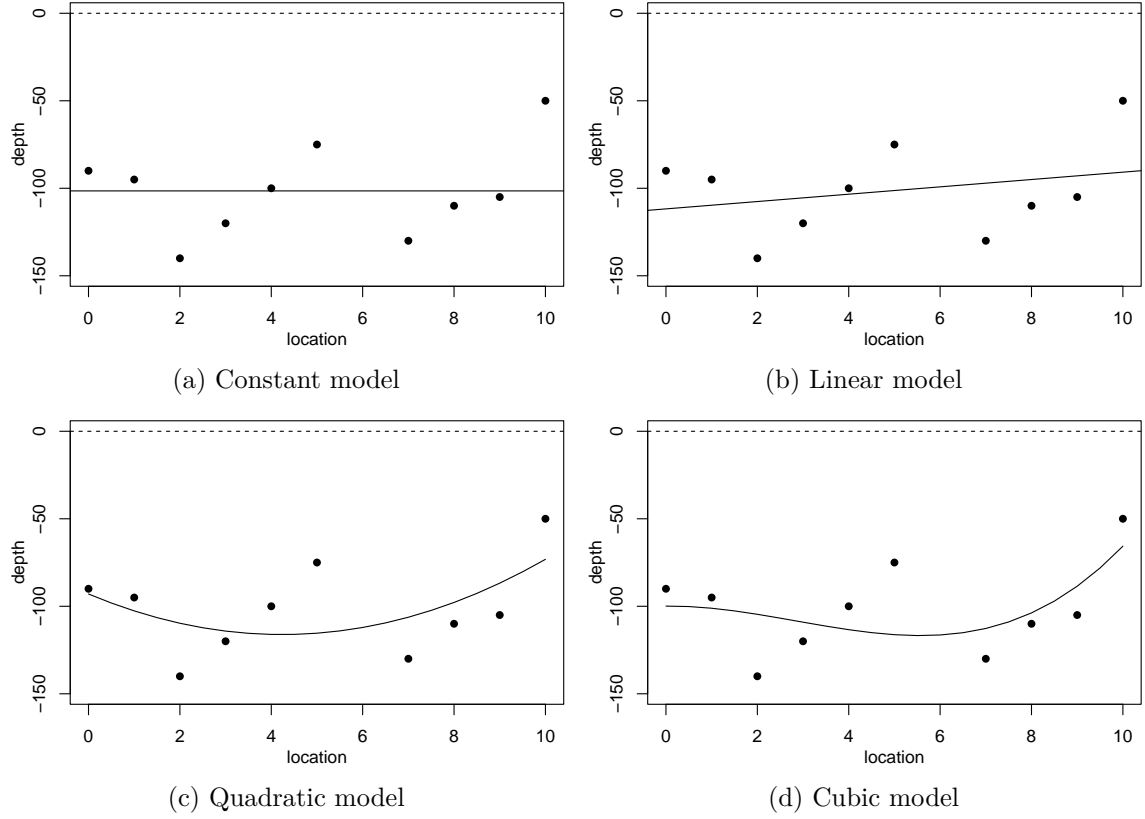 0
−50
−100
−150
depth
0 2 4 6 8 10
location
(a) Constant model
0
−50
−100
−150
depth
0 2 4 6 8 10
location
(b) Linear model
0
−50
−100
−150
depth
0 2 4 6 8 10
location
(c) Quadratic model
0
−50
−100
−150
depth
0 2 4 6 8 10
location
(d) Cubic model